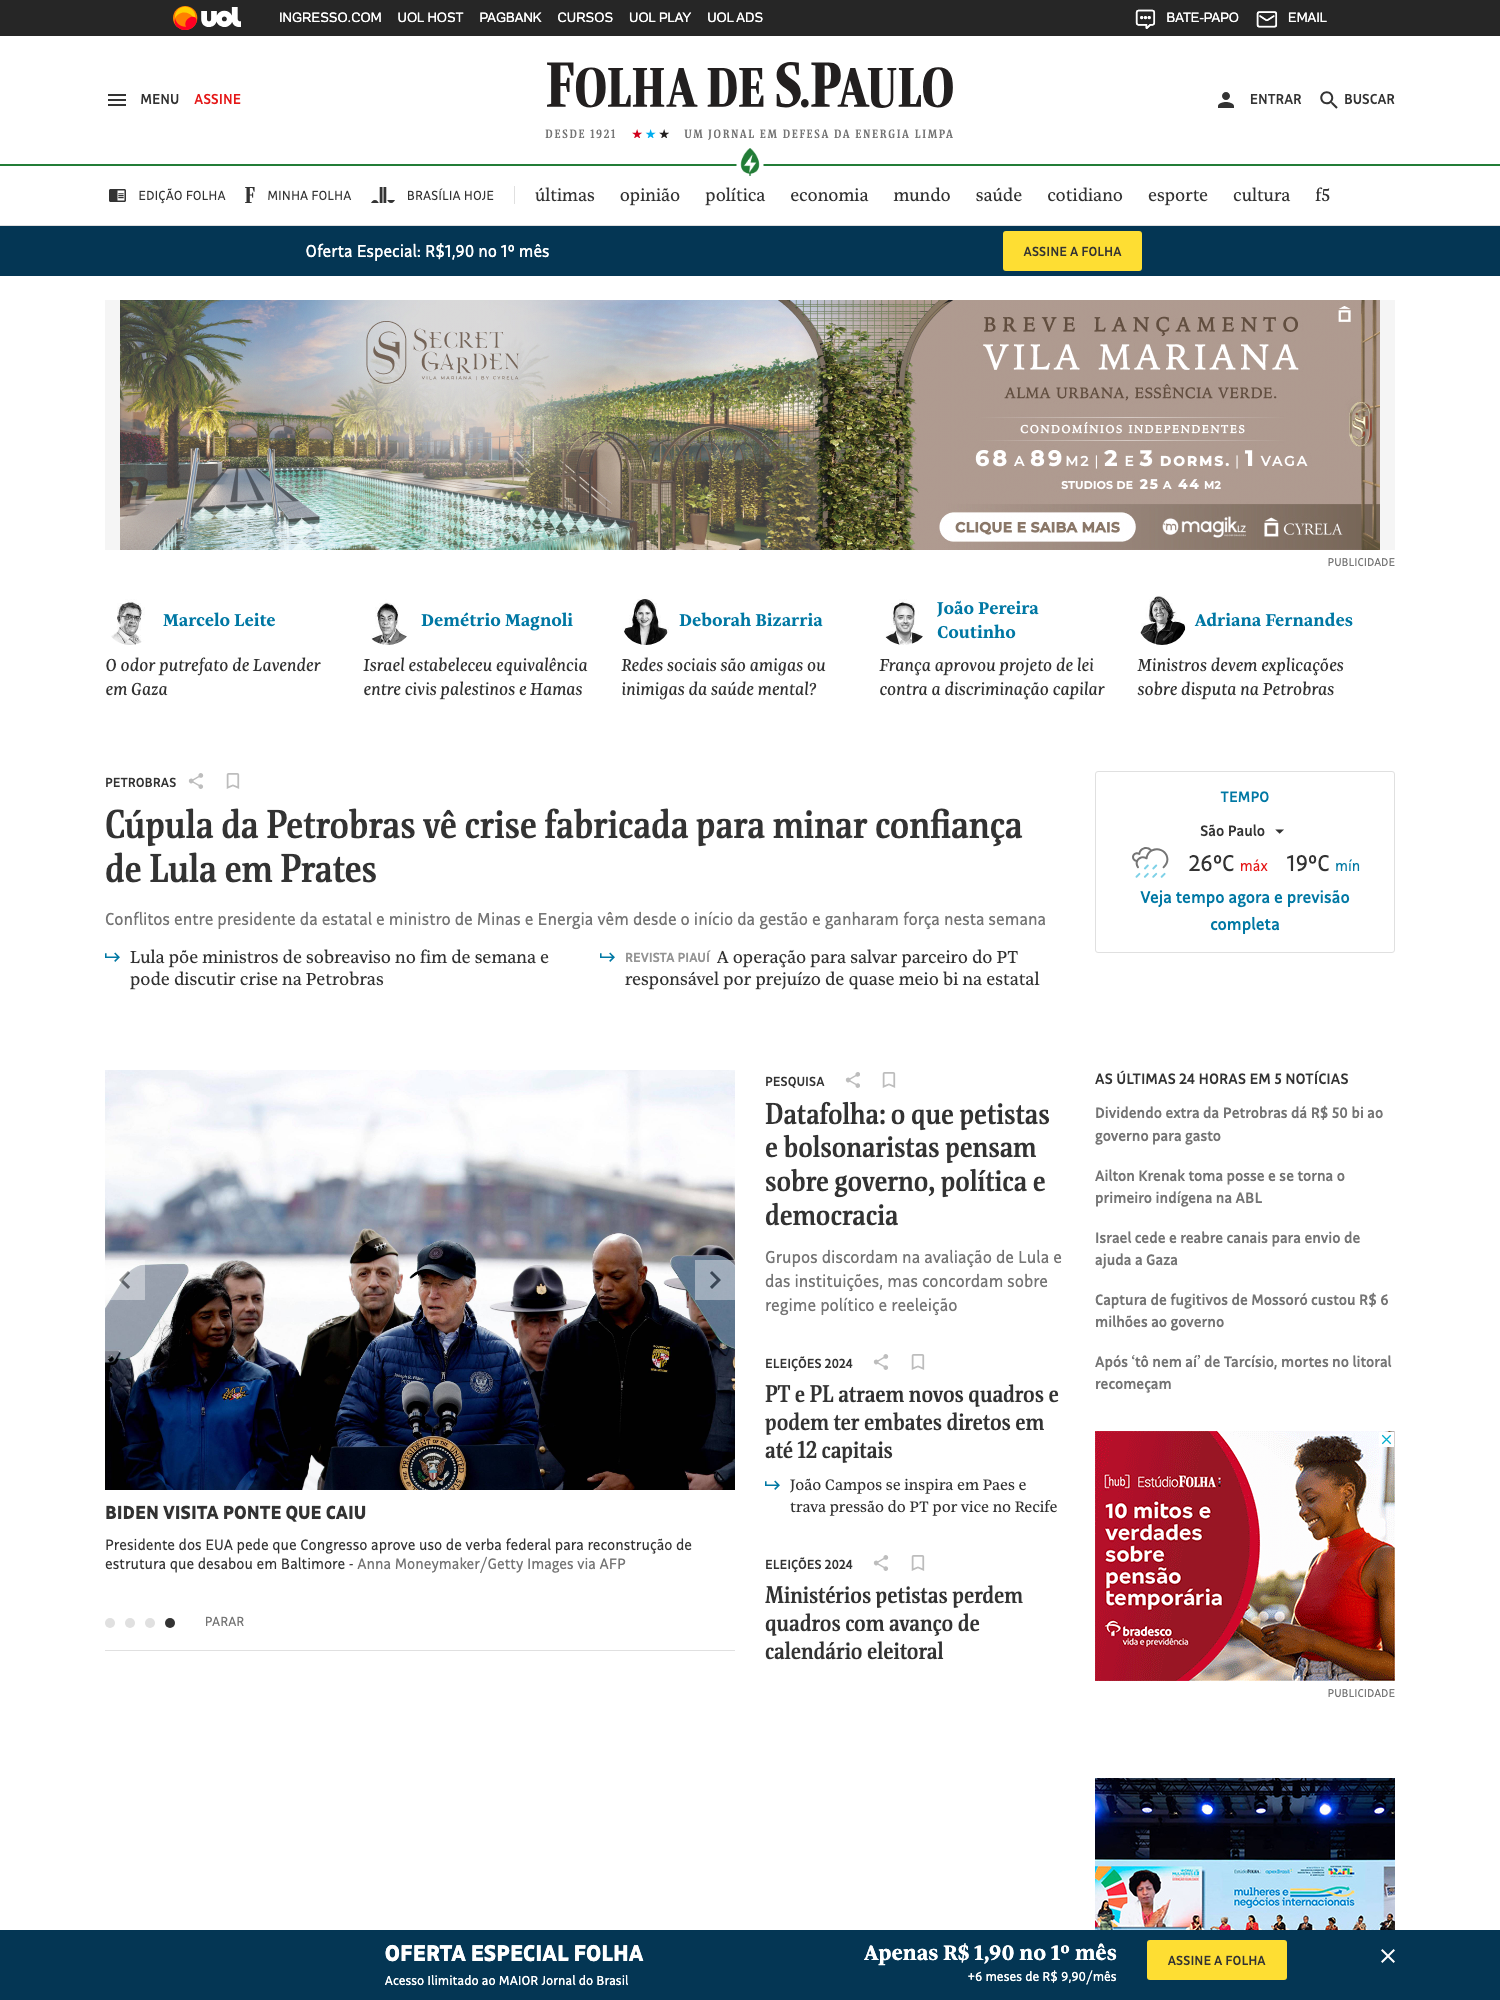 uol
INGRESSO.COM UOL HOST PAGBANK CURSOS UOL PLAY UOL ADS
BATE-PAPO EMAIL
MENU ASSINE
FOLHA DE S.PAULO
ENTRAR BUSCAR
DESDE 1921 ★★★ UM JORNAL EM DEFESA DA ENERGIA LIMPA
EDIÇÃO FOLHA F MINHA FOLHA BRASÍLIA HOJE
últimas opinião política economia mundo saúde cotidiano esporte cultura f5
Oferta Especial: R$1,90 no 1º mês
ASSINE A FOLHA
SECRET
GARDEN
VILA MARIANA | BY CYRELA
BREVE LANÇAMENTO
VILA MARIANA
ALMA URBANA, ESSÊNCIA VERDE.
CONDOMÍNIOS INDEPENDENTES
68 A 89M2 | 2 E 3 DORMS. | 1 VAGA
STUDIOS DE 25 A 44 M2
CLIQUE E SAIBA MAIS
magikLZ CYRELA
PUBLICIDADE
Marcelo Leite
O odor putrefato de Lavender
em Gaza
Demétrio Magnoli
Israel estabeleceu equivalência
entre civis palestinos e Hamas
Deborah Bizarria
Redes sociais são amigas ou
inimigas da saúde mental?
João Pereira
Coutinho
França aprovou projeto de lei
contra a discriminação capilar
Adriana Fernandes
Ministros devem explicações
sobre disputa na Petrobras
PETROBRAS
Cúpula da Petrobras vê crise fabricada para minar confiança
de Lula em Prates
Conflitos entre presidente da estatal e ministro de Minas e Energia vêm desde o início da gestão e ganharam força nesta semana
Lula põe ministros de sobreaviso no fim de semana e
pode discutir crise na Petrobras
REVISTA PIAUÍ A operação para salvar parceiro do PT
responsável por prejuízo de quase meio bi na estatal
TEMPO
São Paulo
26ºC máx 19ºC mín
Veja tempo agora e previsão
completa
BIDEN VISITA PONTE QUE CAIU
Presidente dos EUA pede que Congresso aprove uso de verba federal para reconstrução de
estrutura que desabou em Baltimore - Anna Moneymaker/Getty Images via AFP
PARAR
PESQUISA
Datafolha: o que petistas
e bolsonaristas pensam
sobre governo, política e
democracia
Grupos discordam na avaliação de Lula e
das instituições, mas concordam sobre
regime político e reeleição
ELEIÇÕES 2024
PT e PL atraem novos quadros e
podem ter embates diretos em
até 12 capitais
João Campos se inspira em Paes e
trava pressão do PT por vice no Recife
ELEIÇÕES 2024
Ministérios petistas perdem
quadros com avanço de
calendário eleitoral
AS ÚLTIMAS 24 HORAS EM 5 NOTÍCIAS
Dividendo extra da Petrobras dá R$ 50 bi ao
governo para gasto
Ailton Krenak toma posse e se torna o
primeiro indígena na ABL
Israel cede e reabre canais para envio de
ajuda a Gaza
Captura de fugitivos de Mossoró custou R$ 6
milhões ao governo
Após 'tô nem aí' de Tarcísio, mortes no litoral
recomeçam
[hub] EstúdioFOLHA:
10 mitos e
verdades
sobre
pensão
temporária
bradesco
vida e previdência
PUBLICIDADE
mulheres e
negócios internacionais
OFERTA ESPECIAL FOLHA
Acesso Ilimitado ao MAIOR Jornal do Brasil
Apenas R$ 1,90 no 1º mês
+6 meses de R$ 9,90/mês
ASSINE A FOLHA